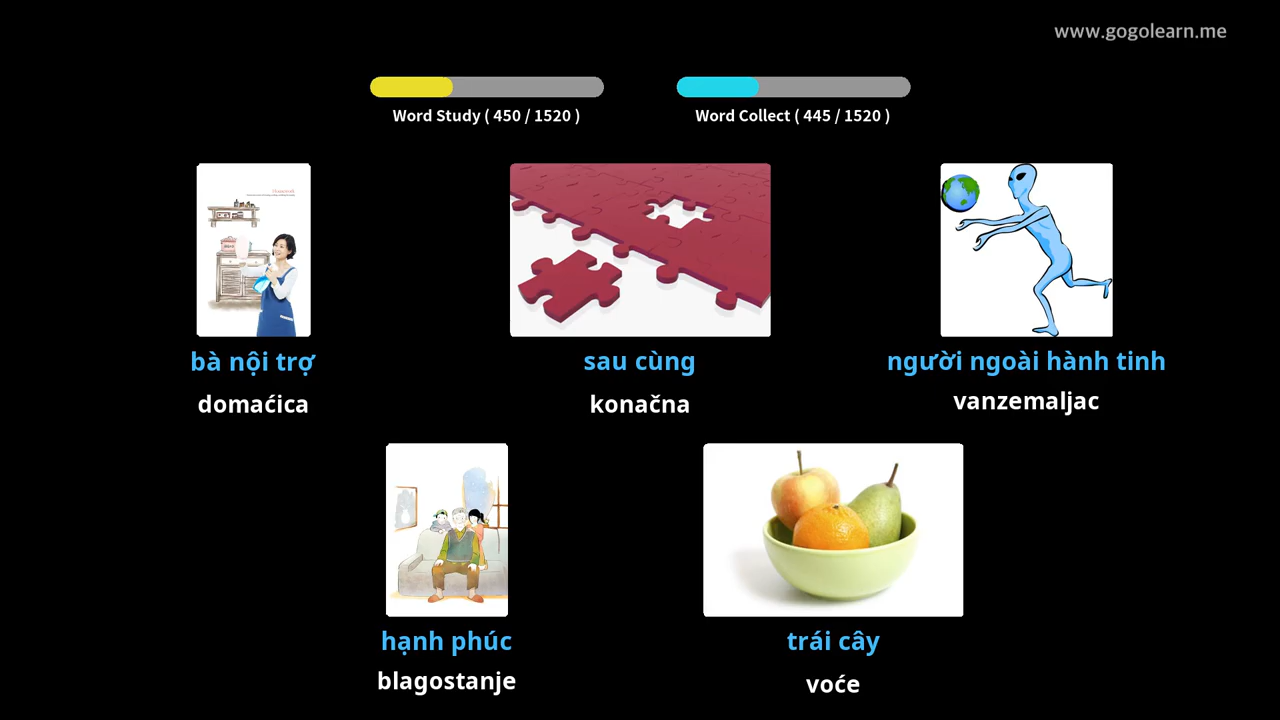 www.gogolearn.me
Word Study ( 450 / 1520 )
Word Collect ( 445 / 1520 )
bà nội trợ
sau cùng
người ngoài hành tinh
domaćica
konačna
vanzemaljac
hạnh phúc
trái cây
blagostanje
voće